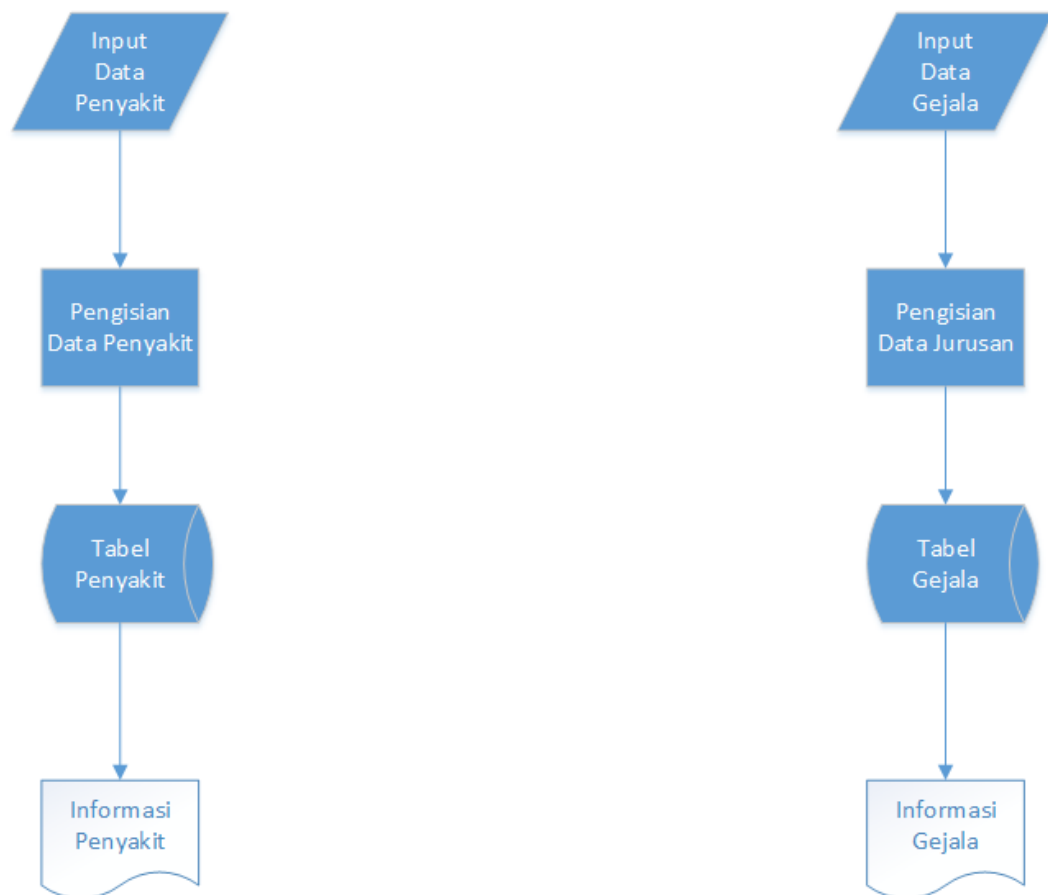 Input
Data
Penyakit
Pengisian
Data Penyakit
Tabel
Penyakit
Informasi
Penyakit
Input
Data
Gejala
Pengisian
Data Jurusan
Tabel
Gejala
Informasi
Gejala